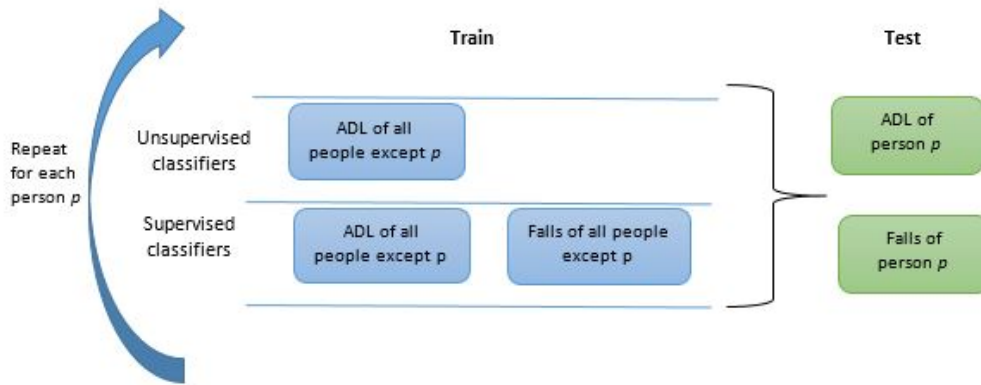 Train
Test
Repeat
for each
person p
Unsupervised
classifiers
ADL of all
people except p
ADL of
person p
Supervised
classifiers
ADL of all
people except p
Falls of all people
except p
Falls of
person p